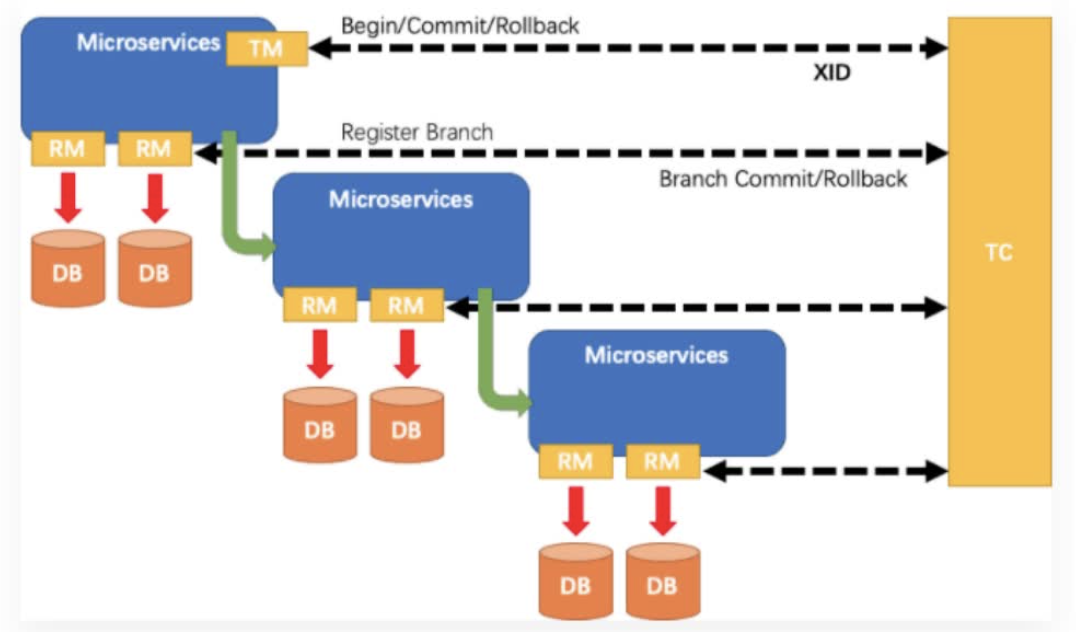 Begin/Commit/Rollback
Microservices
TM
XID
Register Branch
RM
RM
Branch Commit/Rollback
Microservices
TC
DB
DB
RM
RM
Microservices
DB
DB
RM
RM
DB
DB